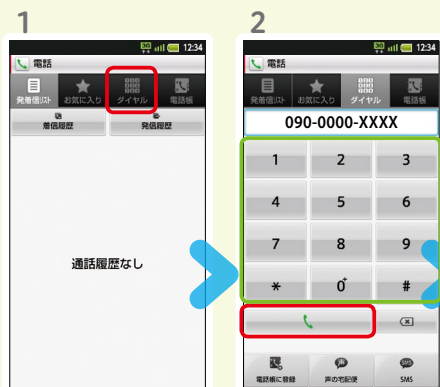 1
3G 12:34
電話
発着信リスト お気に入り ダイヤル 電話帳
着信履歴 発信履歴
通話履歴なし
2
3G 12:34
電話
発着信リスト お気に入り ダイヤル 電話帳
090-0000-XXXX
1 2 3
4 5 6
7 8 9
* 0+ #
電話帳に登録 声の宅配便 SMS